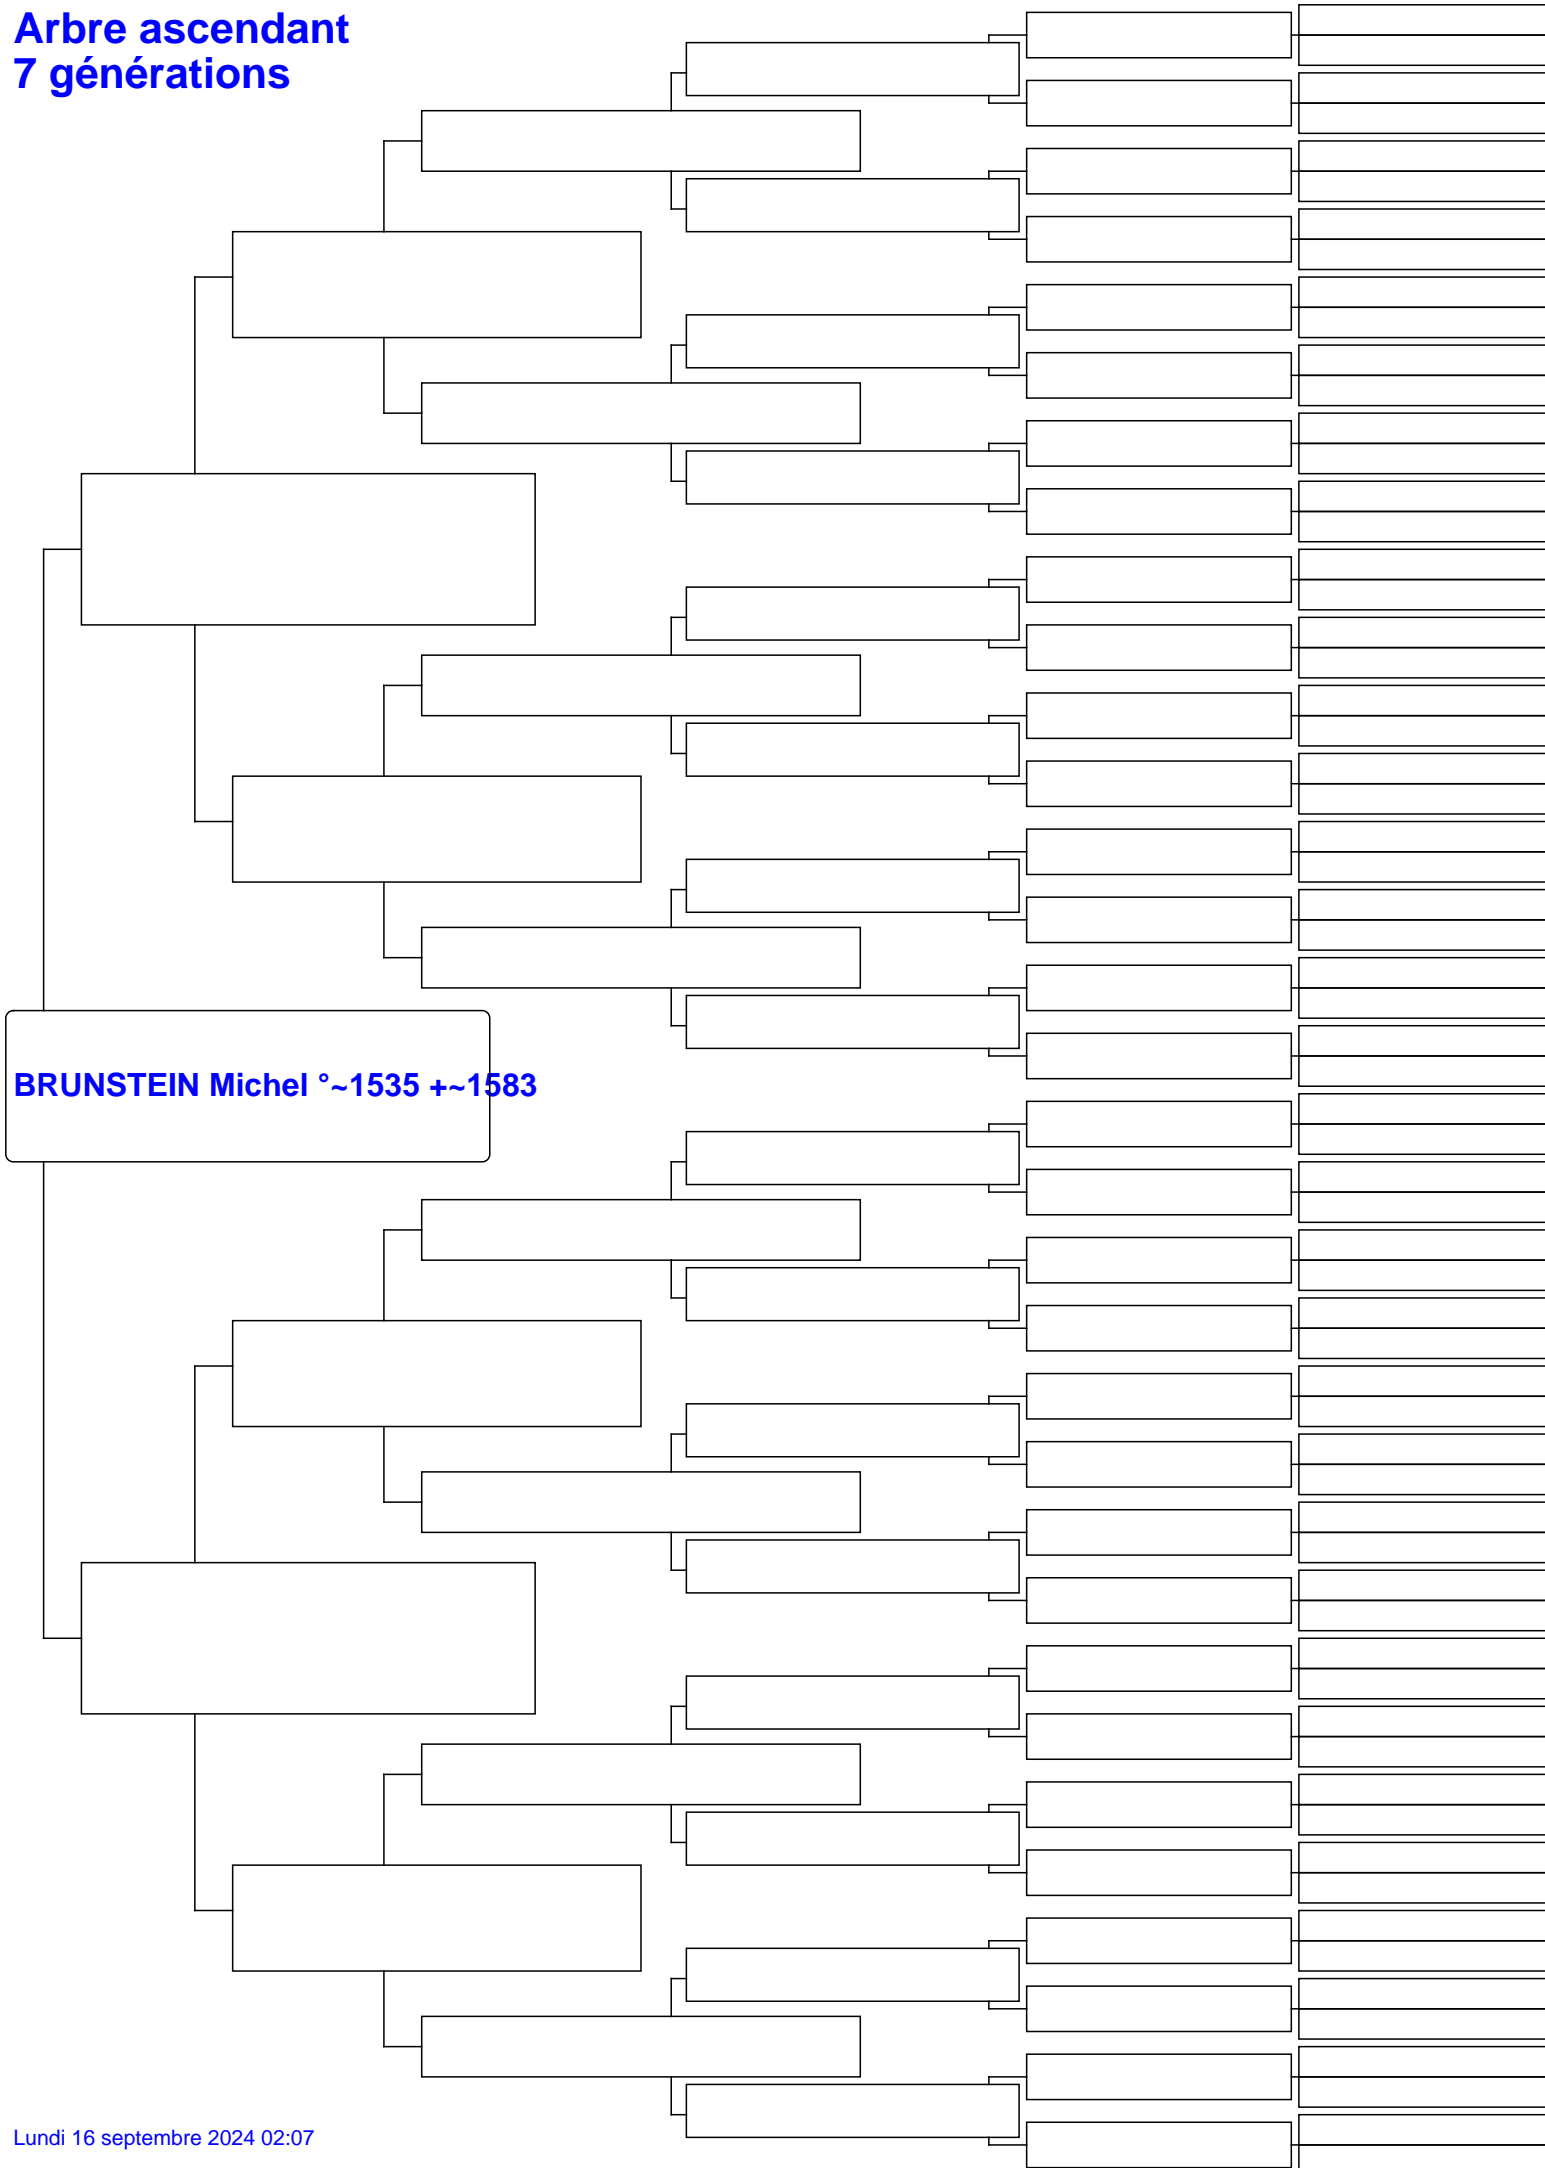 Arbre ascendant
7 générations
BRUNSTEIN Michel °~1535 +~1583
Lundi 16 septembre 2024 02:07